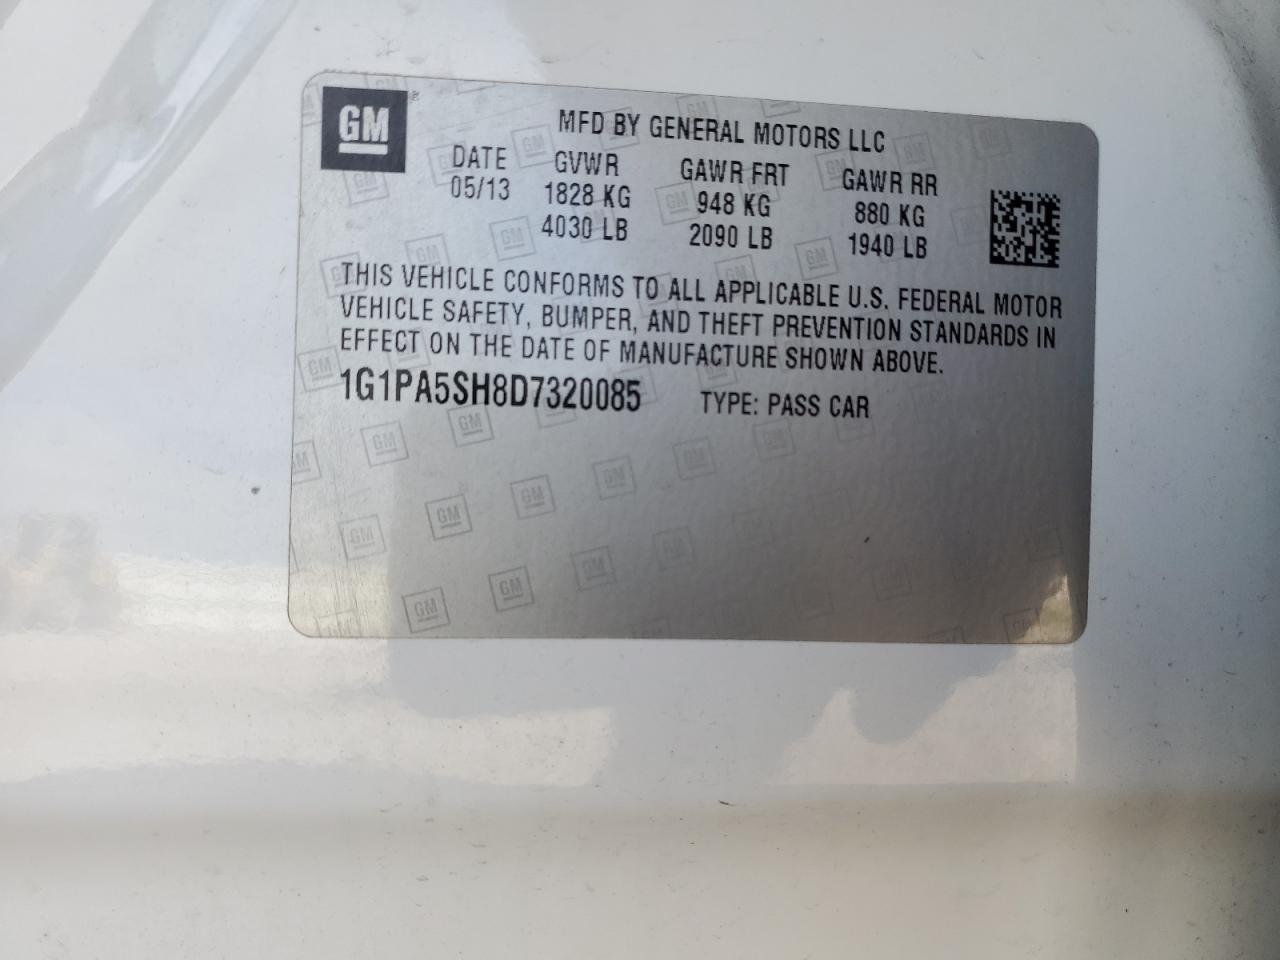 GM
MFD BY GENERAL MOTORS LLC
DATE GVWR GAWR FRT GAWR RR
05/13 1828 KG 948 KG 880 KG
4030 LB 2090 LB 1940 LB
THIS VEHICLE CONFORMS TO ALL APPLICABLE U.S. FEDERAL MOTOR
VEHICLE SAFETY, BUMPER, AND THEFT PREVENTION STANDARDS IN
EFFECT ON THE DATE OF MANUFACTURE SHOWN ABOVE.
1G1PA5SH8D7320085 TYPE: PASS CAR